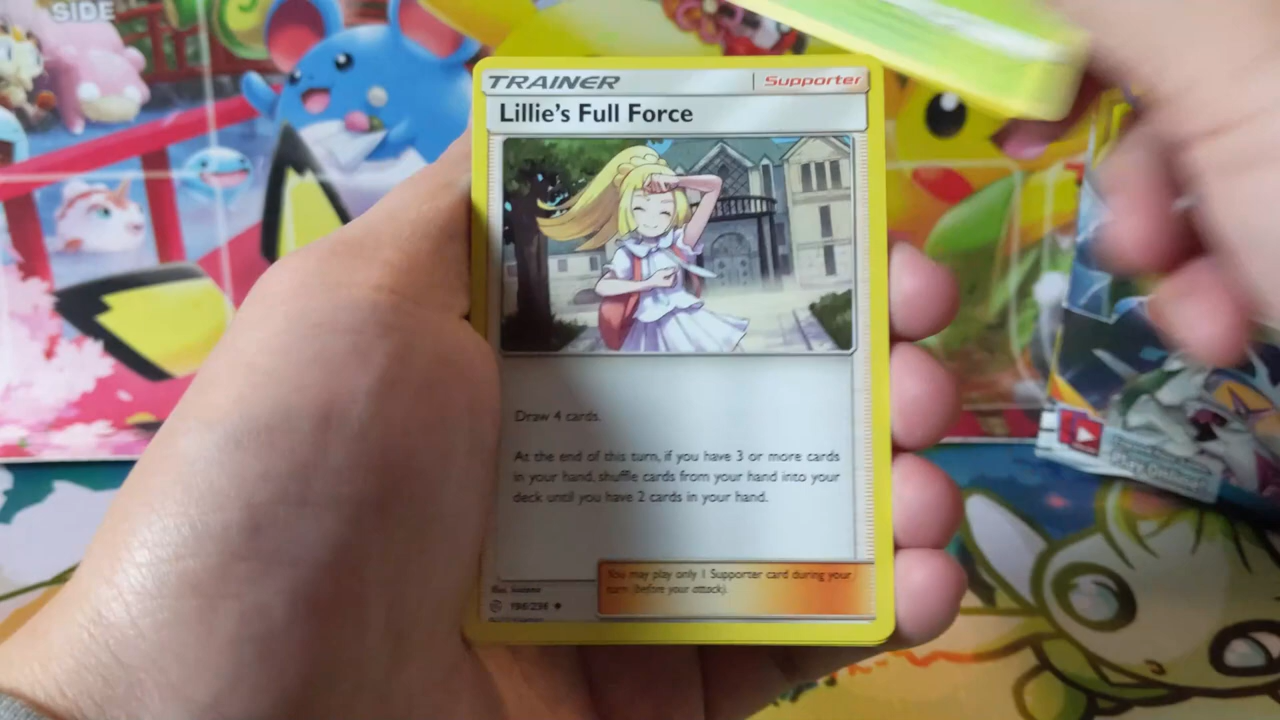 SIDE
TRAINER
Supporter
Lillie's Full Force
Draw 4 cards.
At the end of this turn, if you have 3 or more cards
in your hand, shuffle cards from your hand into your
deck until you have 2 cards in your hand.
You may play only 1 Supporter card during your
turn (before your attack).
196/236